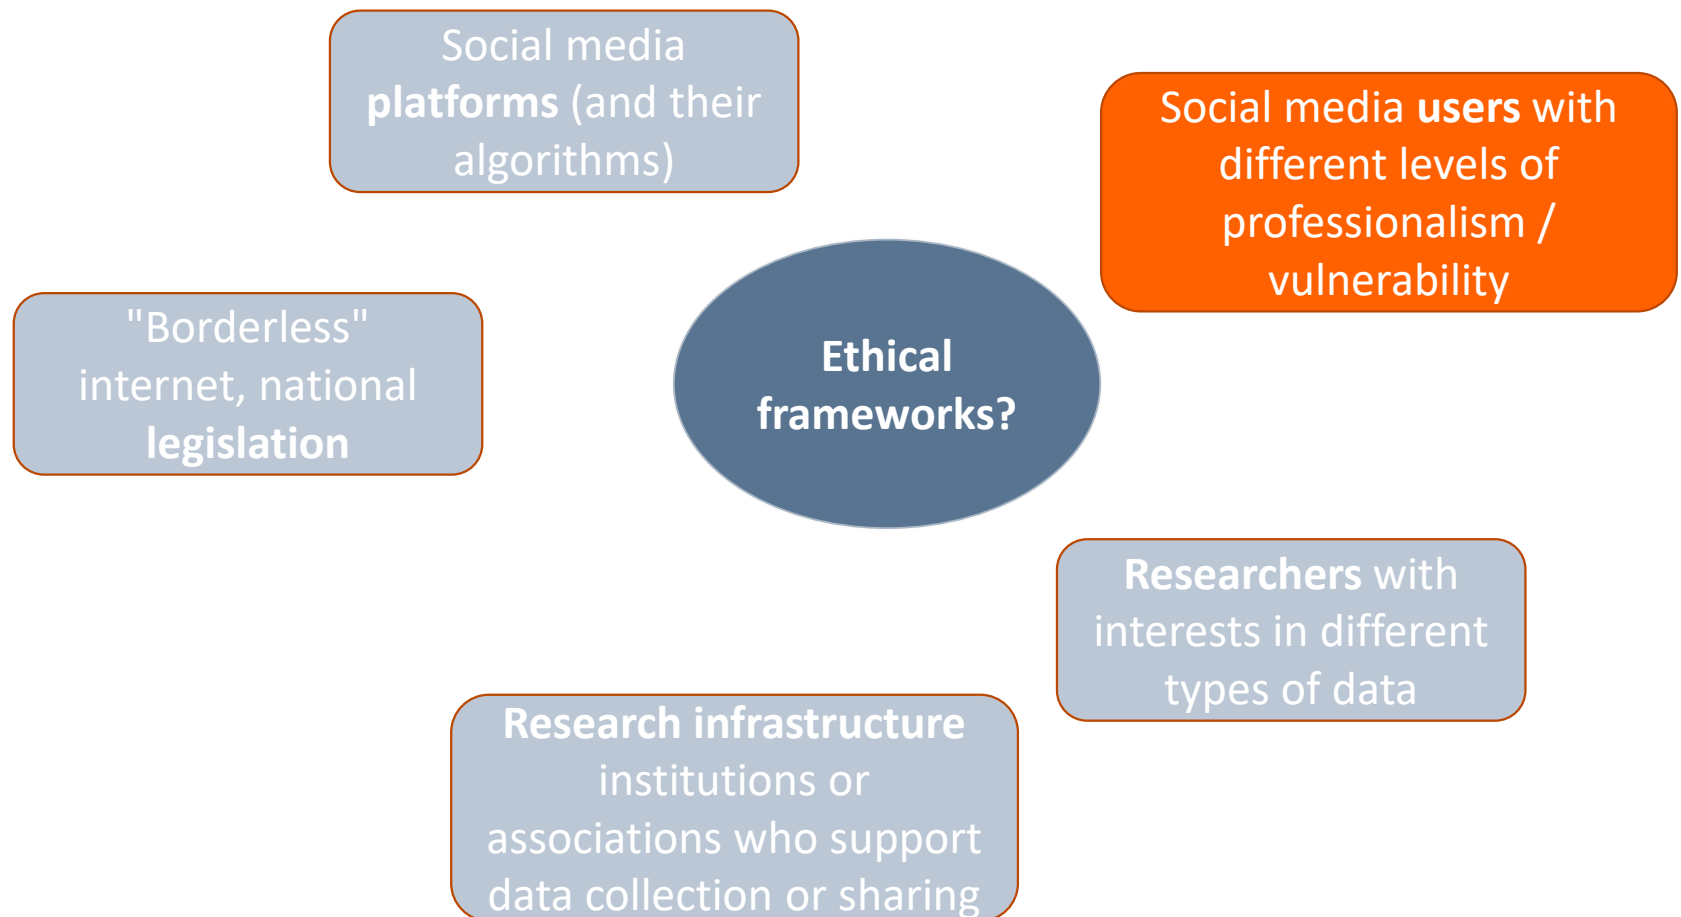 Social media
platforms (and their
algorithms)
Social media users with
different levels of
professionalism /
vulnerability
"Borderless"
internet, national
legislation
Ethical
frameworks?
Researchers with
interests in different
types of data
Research infrastructure
institutions or
associations who support
data collection or sharing